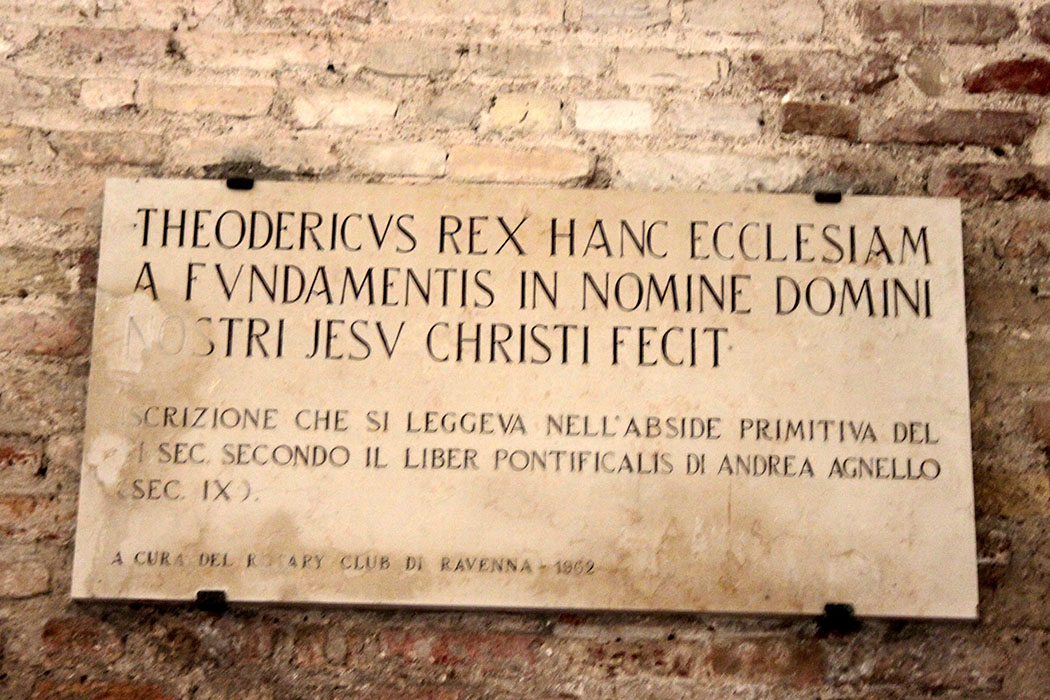 THEODERICVS REX HANC ECCLESIAM
A FVNDAMENTIS IN NOMINE DOMINI
NOSTRI JESV CHRISTI FECIT
SCRIZIONE CHE SI LEGGEVA NELL'ABSIDE PRIMITIVA DEL
SEC. SECONDO IL LIBER PONTIFICALIS DI ANDREA AGNELLO
(SEC. IX).
A CURA DEL ROTARY CLUB DI RAVENNA - 1962